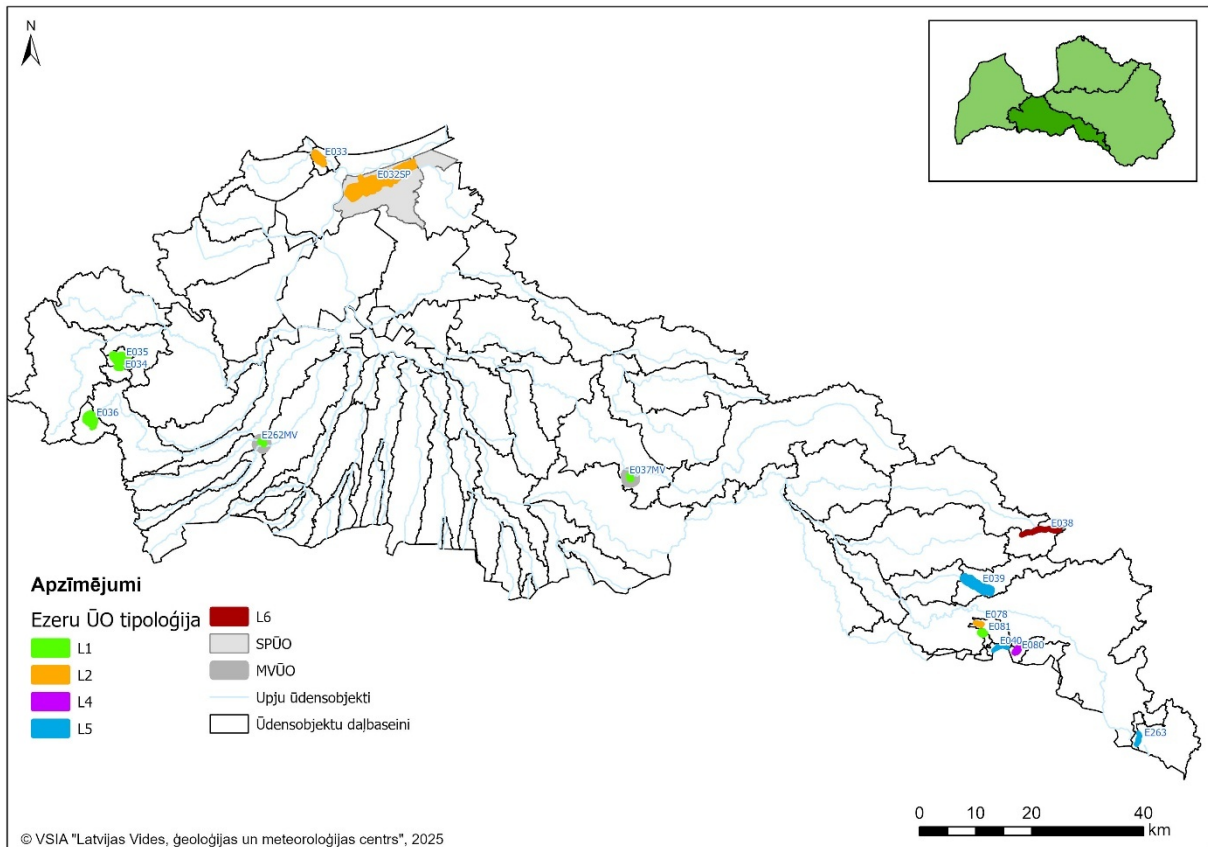 N
E033
E032SP
E035
E034
E036
E262MV
E037MV
E038
E039
E078
E081
E040
E080
E263
Apzīmējumi
Ezeru ŪO tipoloģija
L1
L2
L4
L5
L6
SPŪO
MVŪO
Upju ūdensobjekti
Ūdensobjektu daļbaseini
0 10 20 40
km
© VSIA "Latvijas Vides, ģeoloģijas un meteoroloģijas centrs", 2025